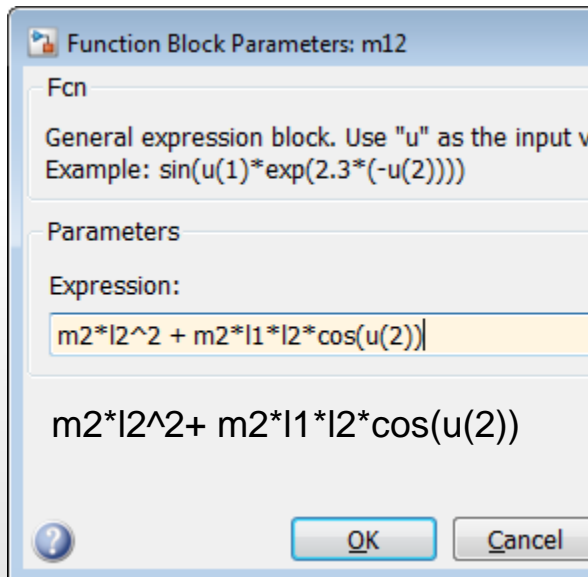 Function Block Parameters: m12
Fcn
General expression block. Use "u" as the input v
Example: sin(u(1)*exp(2.3*(-u(2))))
Parameters
Expression:
m2*l2^2 + m2*l1*l2*cos(u(2))
m2*l2^2+ m2*l1*l2*cos(u(2))
OK
Cancel